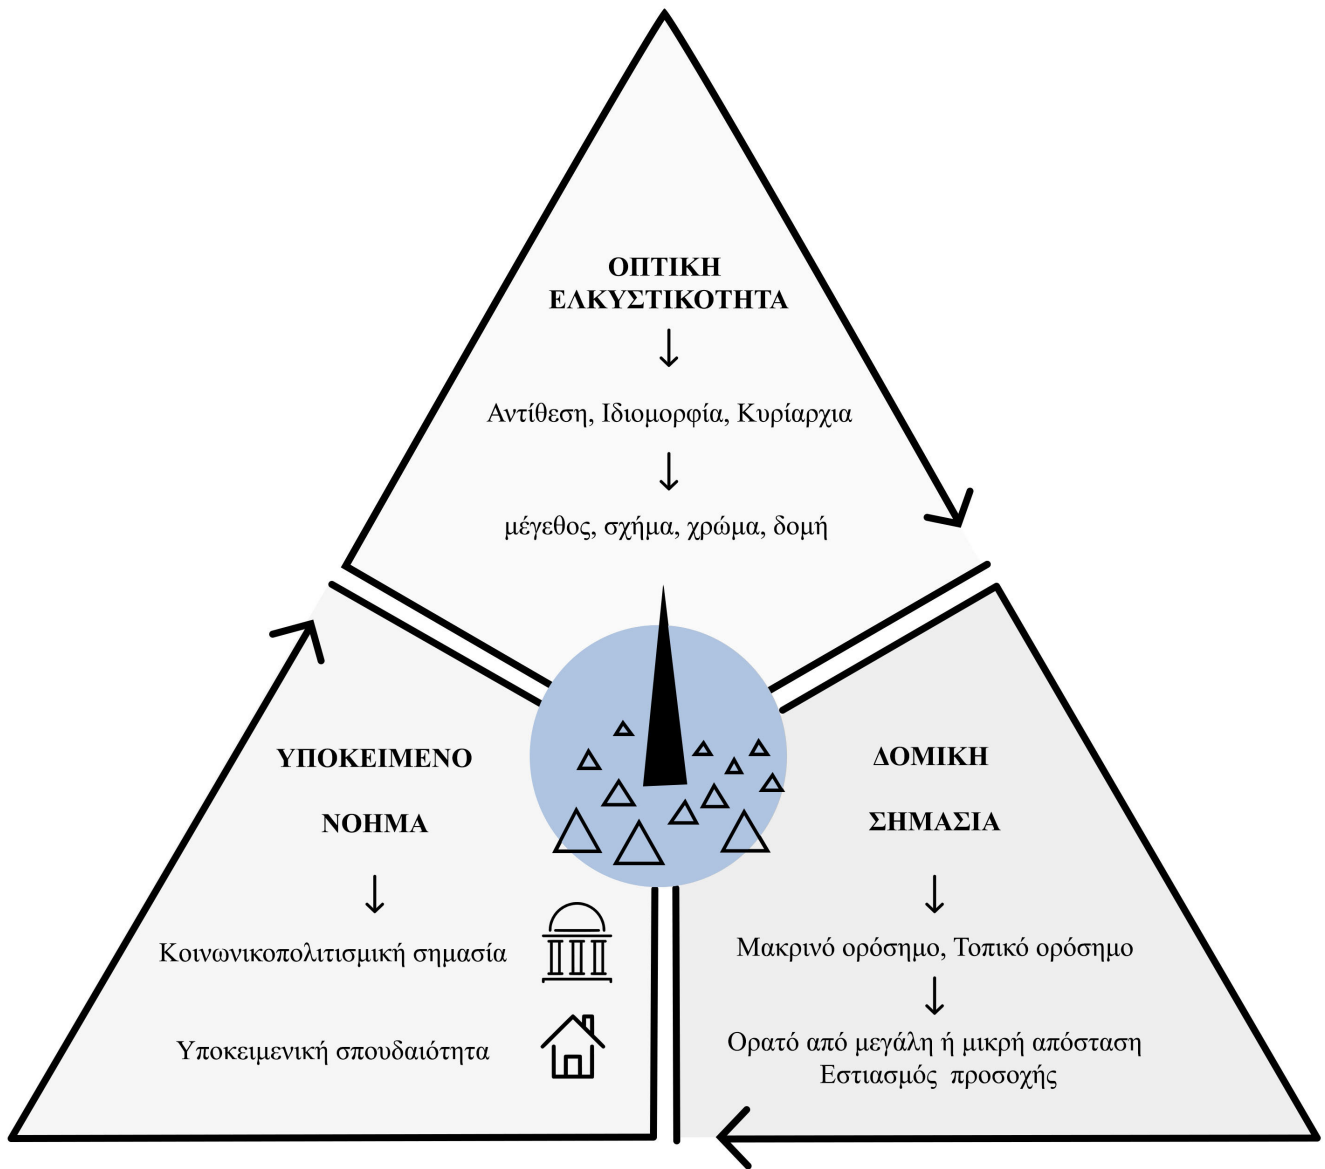 ΟΠΤΙΚΗ
ΕΛΚΥΣΤΙΚΟΤΗΤΑ
Αντίθεση, Ιδιομορφία, Κυρίαρχια
μέγεθος, σχήμα, χρώμα, δομή
ΥΠΟΚΕΙΜΕΝΟ
ΝΟΗΜΑ
Κοινωνικοπολιτισμική σημασία
Υποκειμενική σπουδαιότητα
ΔΟΜΙΚΗ
ΣΗΜΑΣΙΑ
Μακρινό ορόσημο, Τοπικό ορόσημο
Ορατό από μεγάλη ή μικρή απόσταση
Εστιασμός προσοχής